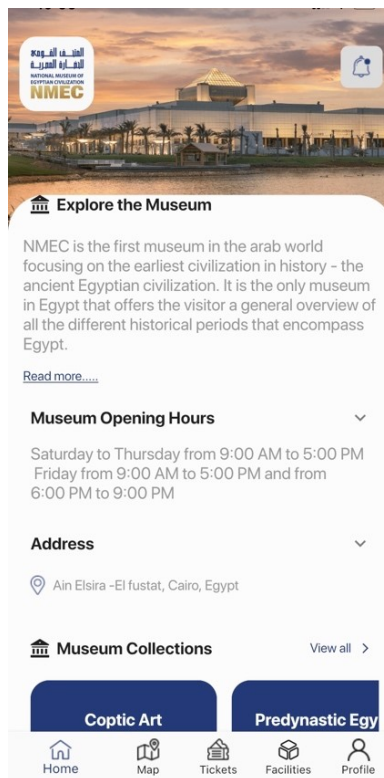 المتحف القومي
للحضارة المصرية
NATIONAL MUSEUM OF
EGYPTIAN CIVILIZATION
NMEC
Explore the Museum
NMEC is the first museum in the arab world
focusing on the earliest civilization in history - the
ancient Egyptian civilization. It is the only museum
in Egypt that offers the visitor a general overview of
all the different historical periods that encompass
Egypt.
Read more.....
Museum Opening Hours
Saturday to Thursday from 9:00 AM to 5:00 PM
Friday from 9:00 AM to 5:00 PM and from
6:00 PM to 9:00 PM
Address
Ain Elsira -El fustat, Cairo, Egypt
Museum Collections
View all >
Coptic Art
Predynastic Egy
Home
Map
Tickets
Facilities
Profile